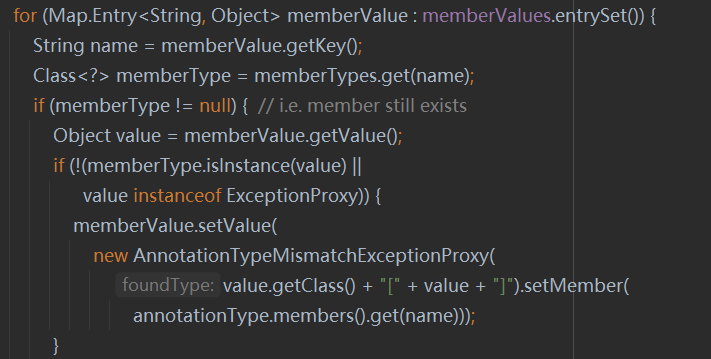 for (Map.Entry<String, Object> memberValue : memberValues.entrySet()) {
String name = memberValue.getKey();
Class<?> memberType = memberTypes.get(name);
if (memberType != null) { // i.e. member still exists
Object value = memberValue.getValue();
if (!(memberType.isInstance(value) ||
value instanceof ExceptionProxy)) {
memberValue.setValue(
new AnnotationTypeMismatchExceptionProxy(
foundType: value.getClass() + "[" + value + "]").setMember(
annotationType.members().get(name)));
}